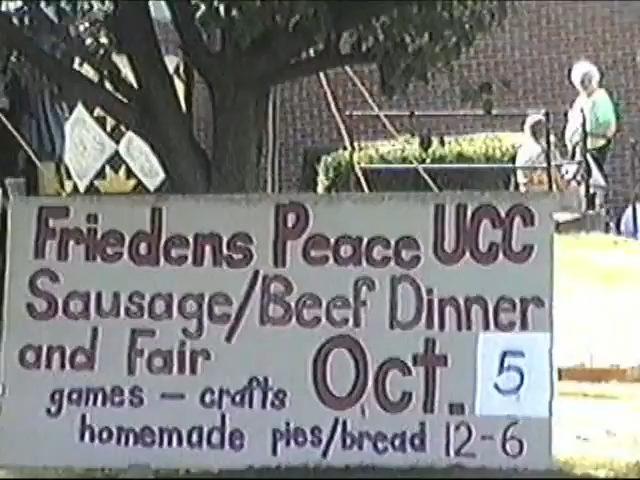 Friedens Peace UCC
Sausage/Beef Dinner
and Fair Oct. 5
games - crafts
homemade pies/bread 12-6